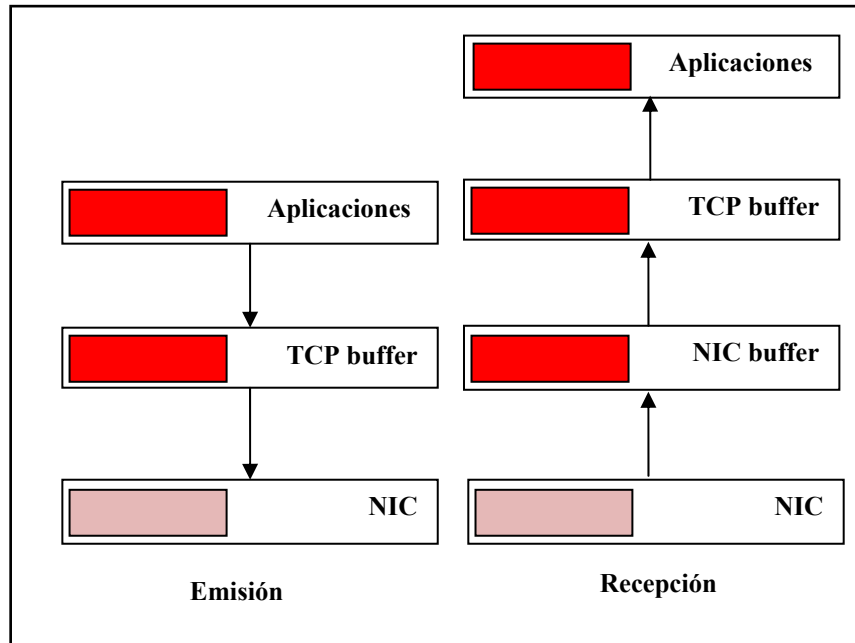 Aplicaciones
TCP buffer
NIC
Emisión
Aplicaciones
TCP buffer
NIC buffer
NIC
Recepción